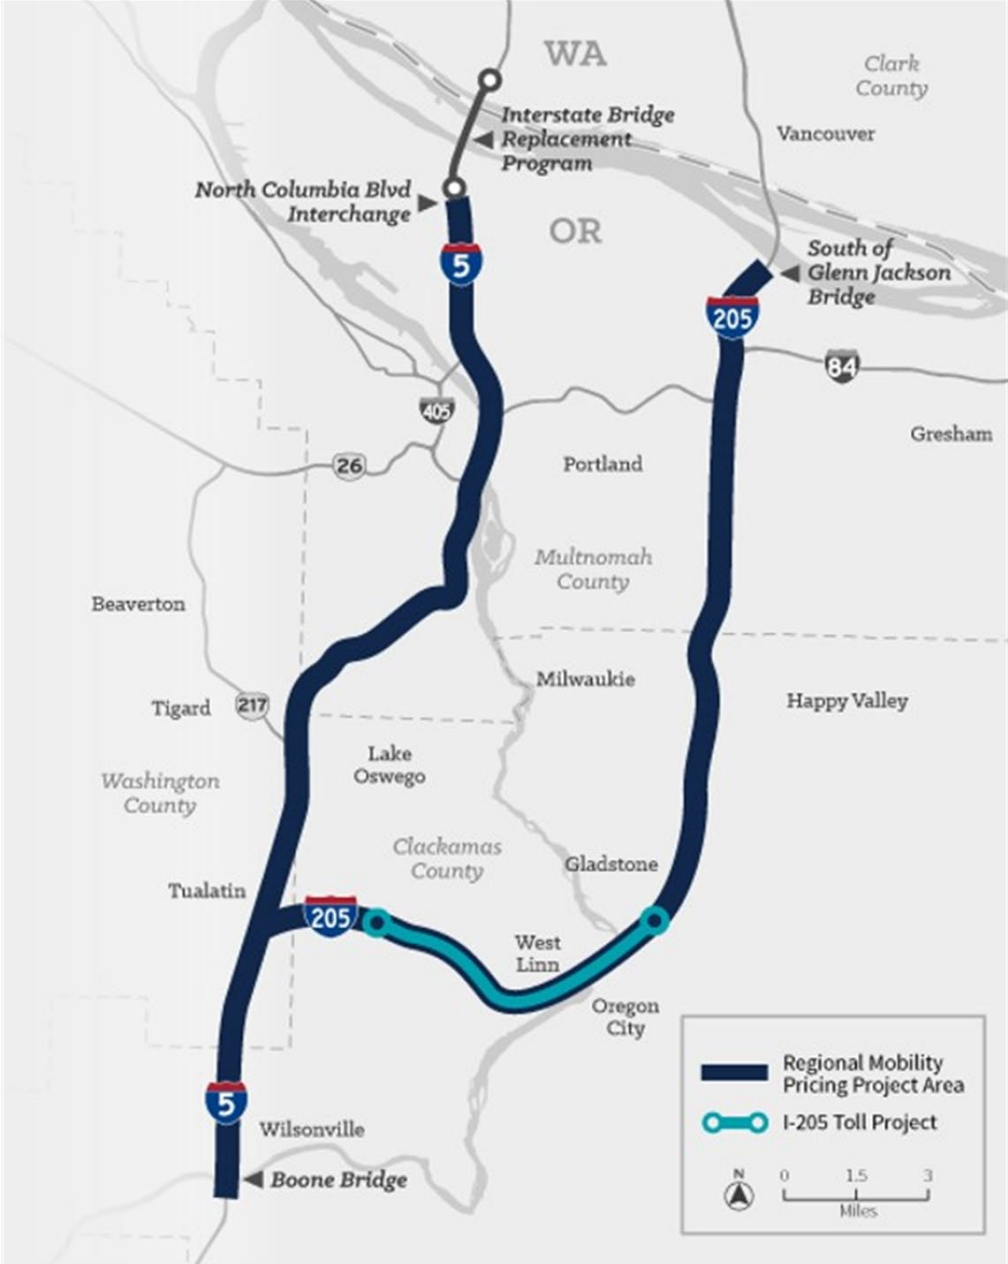 WA
Clark
County
Interstate Bridge
Replacement
Program
Vancouver
North Columbia Blvd
Interchange
OR
5
South of
Glenn Jackson
Bridge
205
84
405
Gresham
26
Portland
Multnomah
County
Beaverton
Milwaukie
Happy Valley
Tigard
217
Lake
Oswego
Washington
County
Clackamas
County
Gladstone
Tualatin
205
West
Linn
Oregon
City
5
Wilsonville
Boone Bridge
Regional Mobility
Pricing Project Area
I-205 Toll Project
N
0 1.5 3
Miles